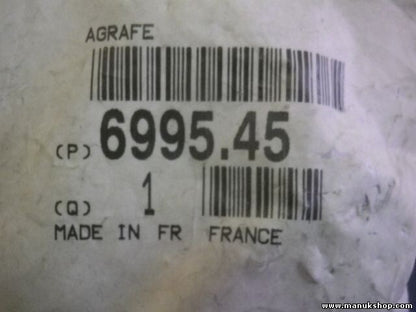 AGRAFE
(P) 6995.45
(Q) 1
MADE IN FR FRANCE
www.manukshop.com